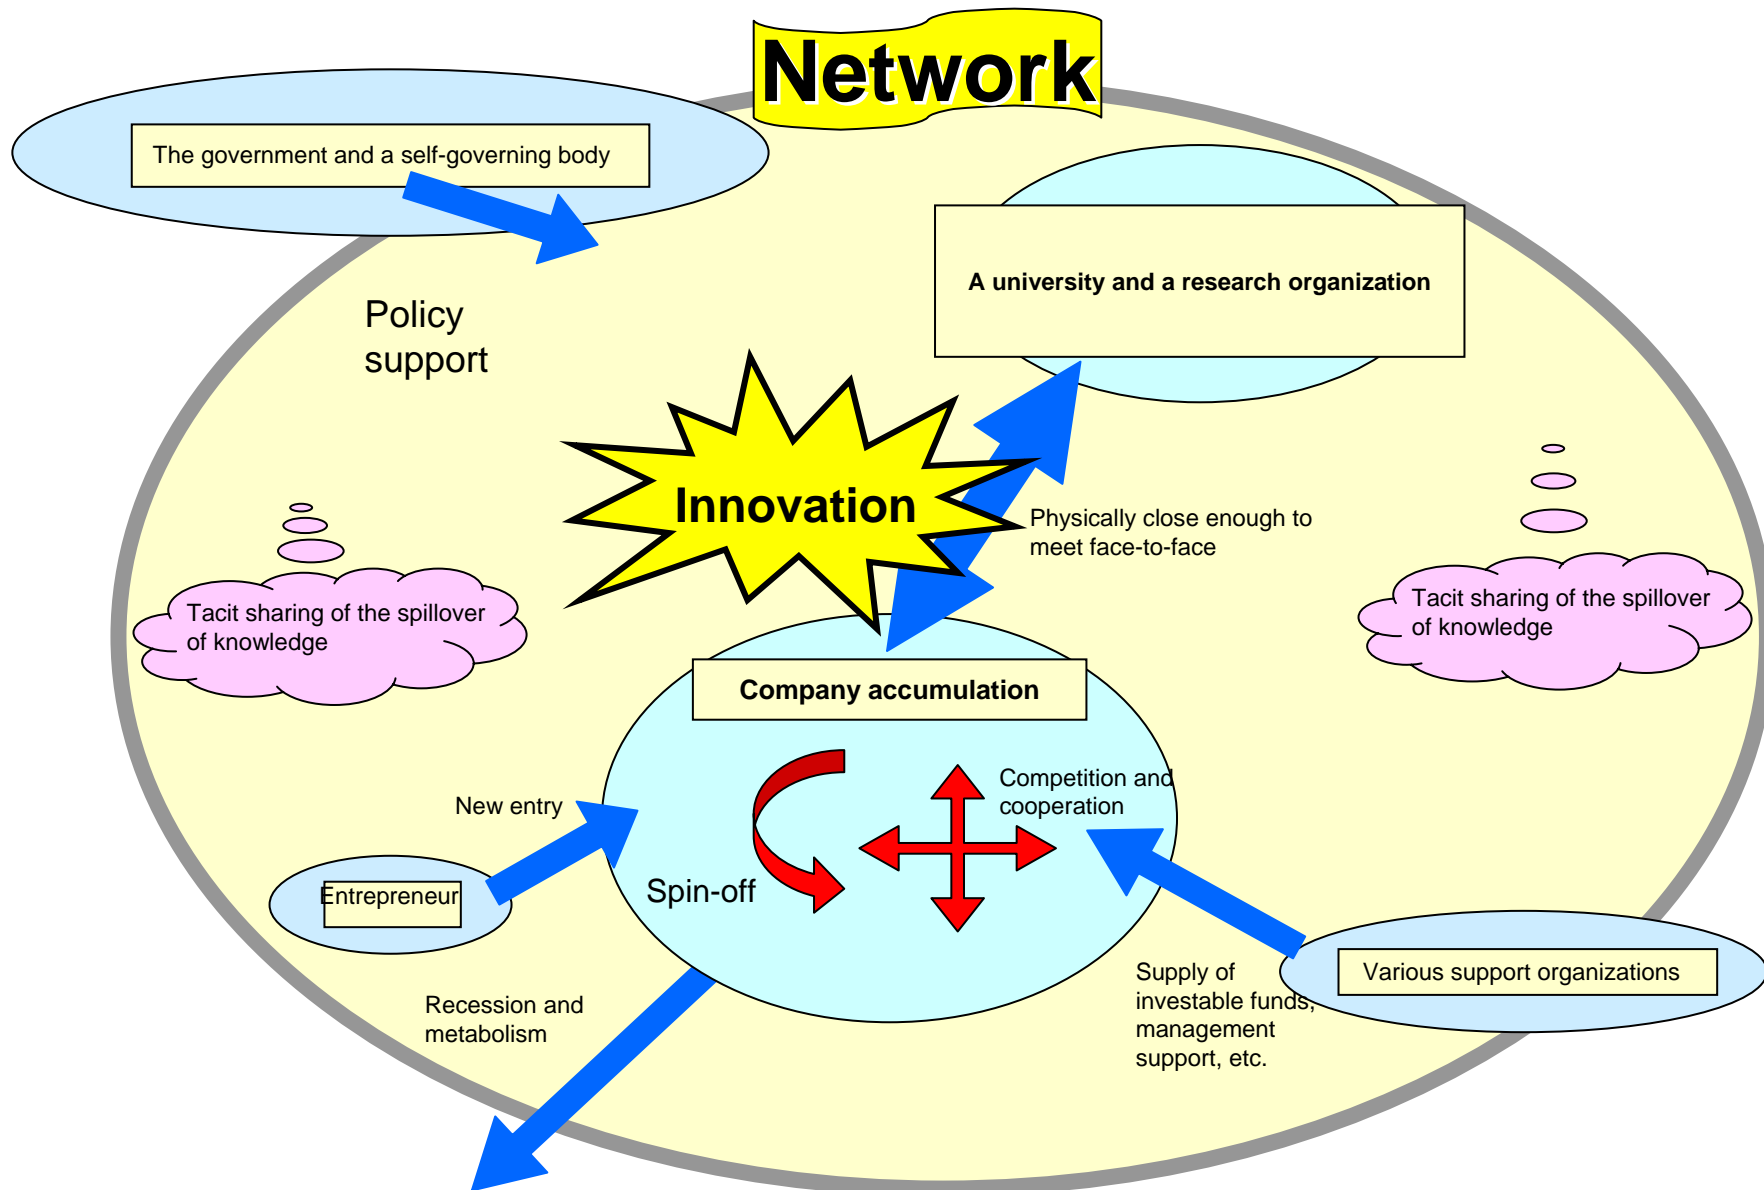 Network
The government and a self-governing body
A university and a research organization
Policy
support
Innovation
Physically close enough to
meet face-to-face
Tacit sharing of the spillover
of knowledge
Tacit sharing of the spillover
of knowledge
Company accumulation
Competition and
cooperation
New entry
Spin-off
Entrepreneur
Various support organizations
Supply of
investable funds,
management
support, etc.
Recession and
metabolism